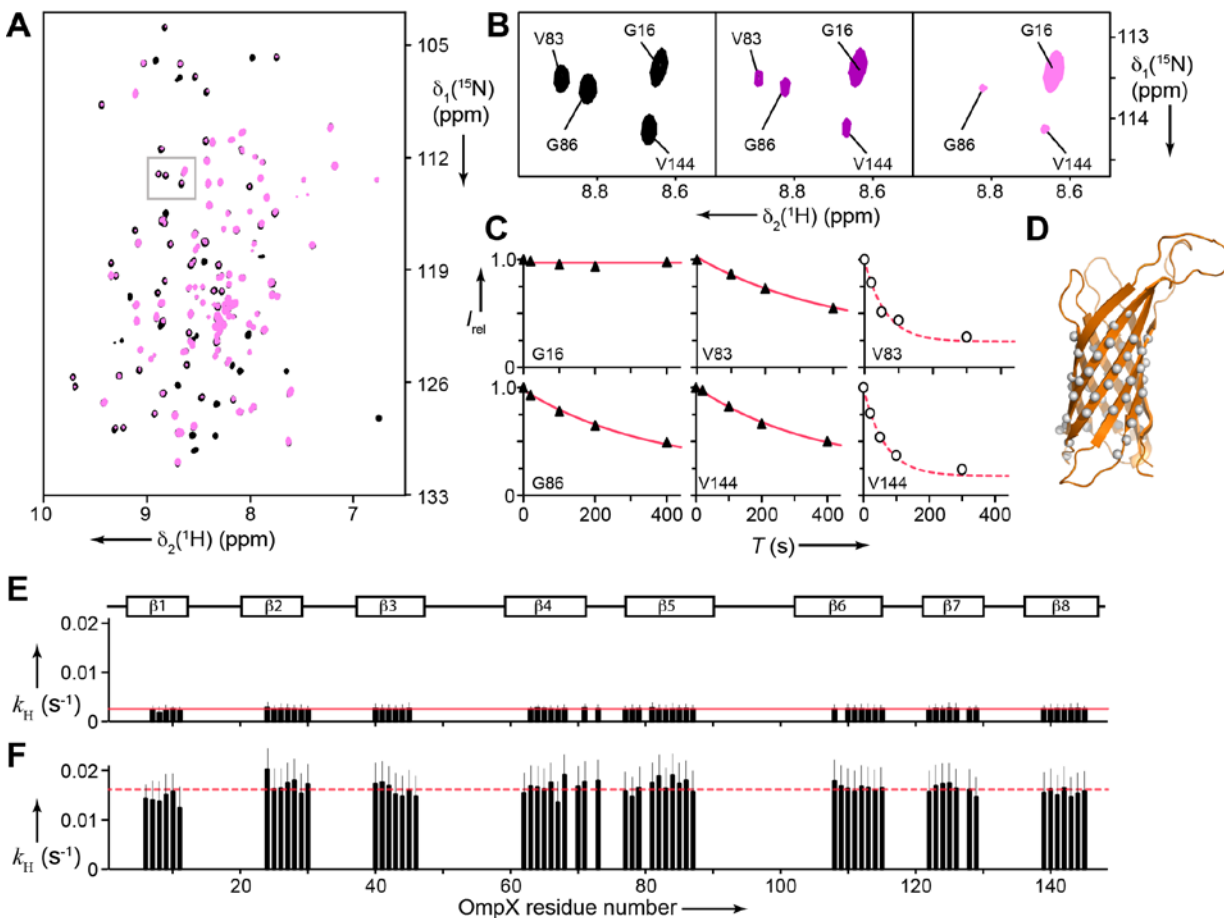 A
105
112
119
126
133
δ1(15N)
(ppm)
10 9 8 7
δ2(1H) (ppm)
B
V83
G16
G86
V144
V83
G16
G86
V144
G16
G86
V144
113
114
δ1(15N)
(ppm)
8.8 8.6 8.8 8.6 8.8 8.6
δ2(1H) (ppm)
C
1.0
Irel
0
G16
V83
V83
1.0
0
G86
V144
V144
0 200 400 0 200 400 0 200 400
T (s)
D
E
β1 β2 β3 β4 β5 β6 β7 β8
0.02
0.01
kH (s-1)
0
F
0.02
0.01
kH (s-1)
0
20 40 60 80 100 120 140
OmpX residue number